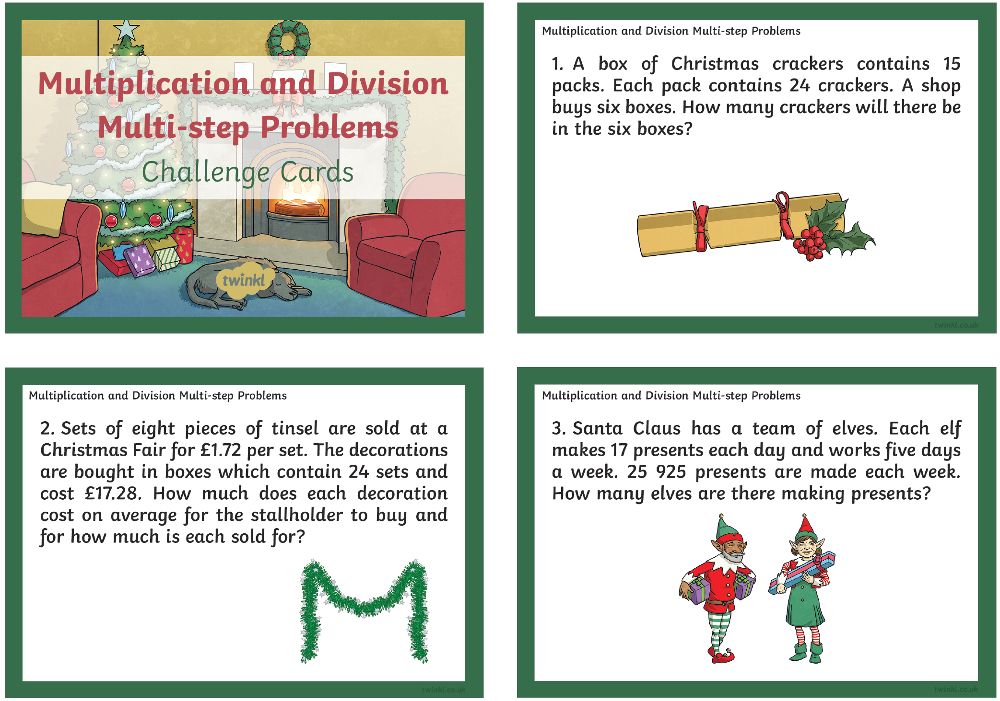 Multiplication and Division
Multi-step Problems
Challenge Cards
twinkl
Multiplication and Division Multi-step Problems
1. A box of Christmas crackers contains 15
packs. Each pack contains 24 crackers. A shop
buys six boxes. How many crackers will there be
in the six boxes?
twinkl.co.uk
Multiplication and Division Multi-step Problems
2. Sets of eight pieces of tinsel are sold at a
Christmas Fair for £1.72 per set. The decorations
are bought in boxes which contain 24 sets and
cost £17.28. How much does each decoration
cost on average for the stallholder to buy and
for how much is each sold for?
twinkl.co.uk
Multiplication and Division Multi-step Problems
3. Santa Claus has a team of elves. Each elf
makes 17 presents each day and works five days
a week. 25 925 presents are made each week.
How many elves are there making presents?
twinkl.co.uk